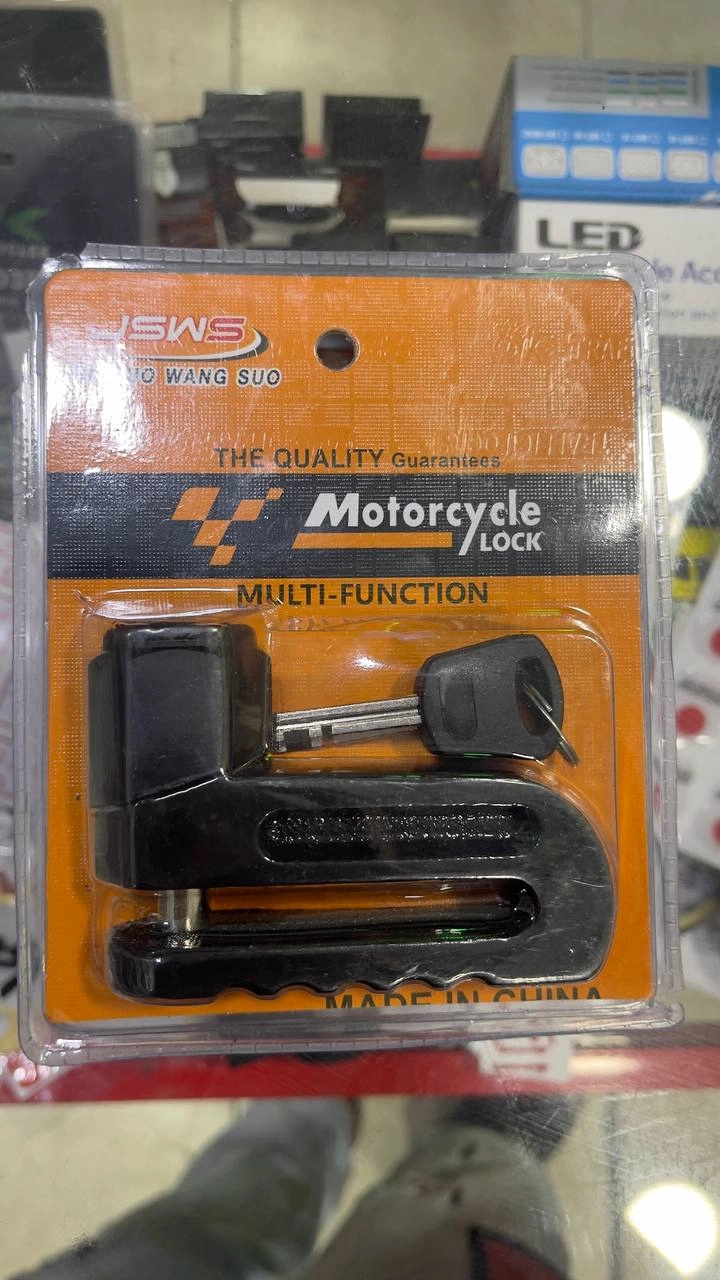 LED
JSWS
WANG SUO
THE QUALITY Guarantees
Motorcycle
LOCK
MULTI-FUNCTION
MADE IN CHINA